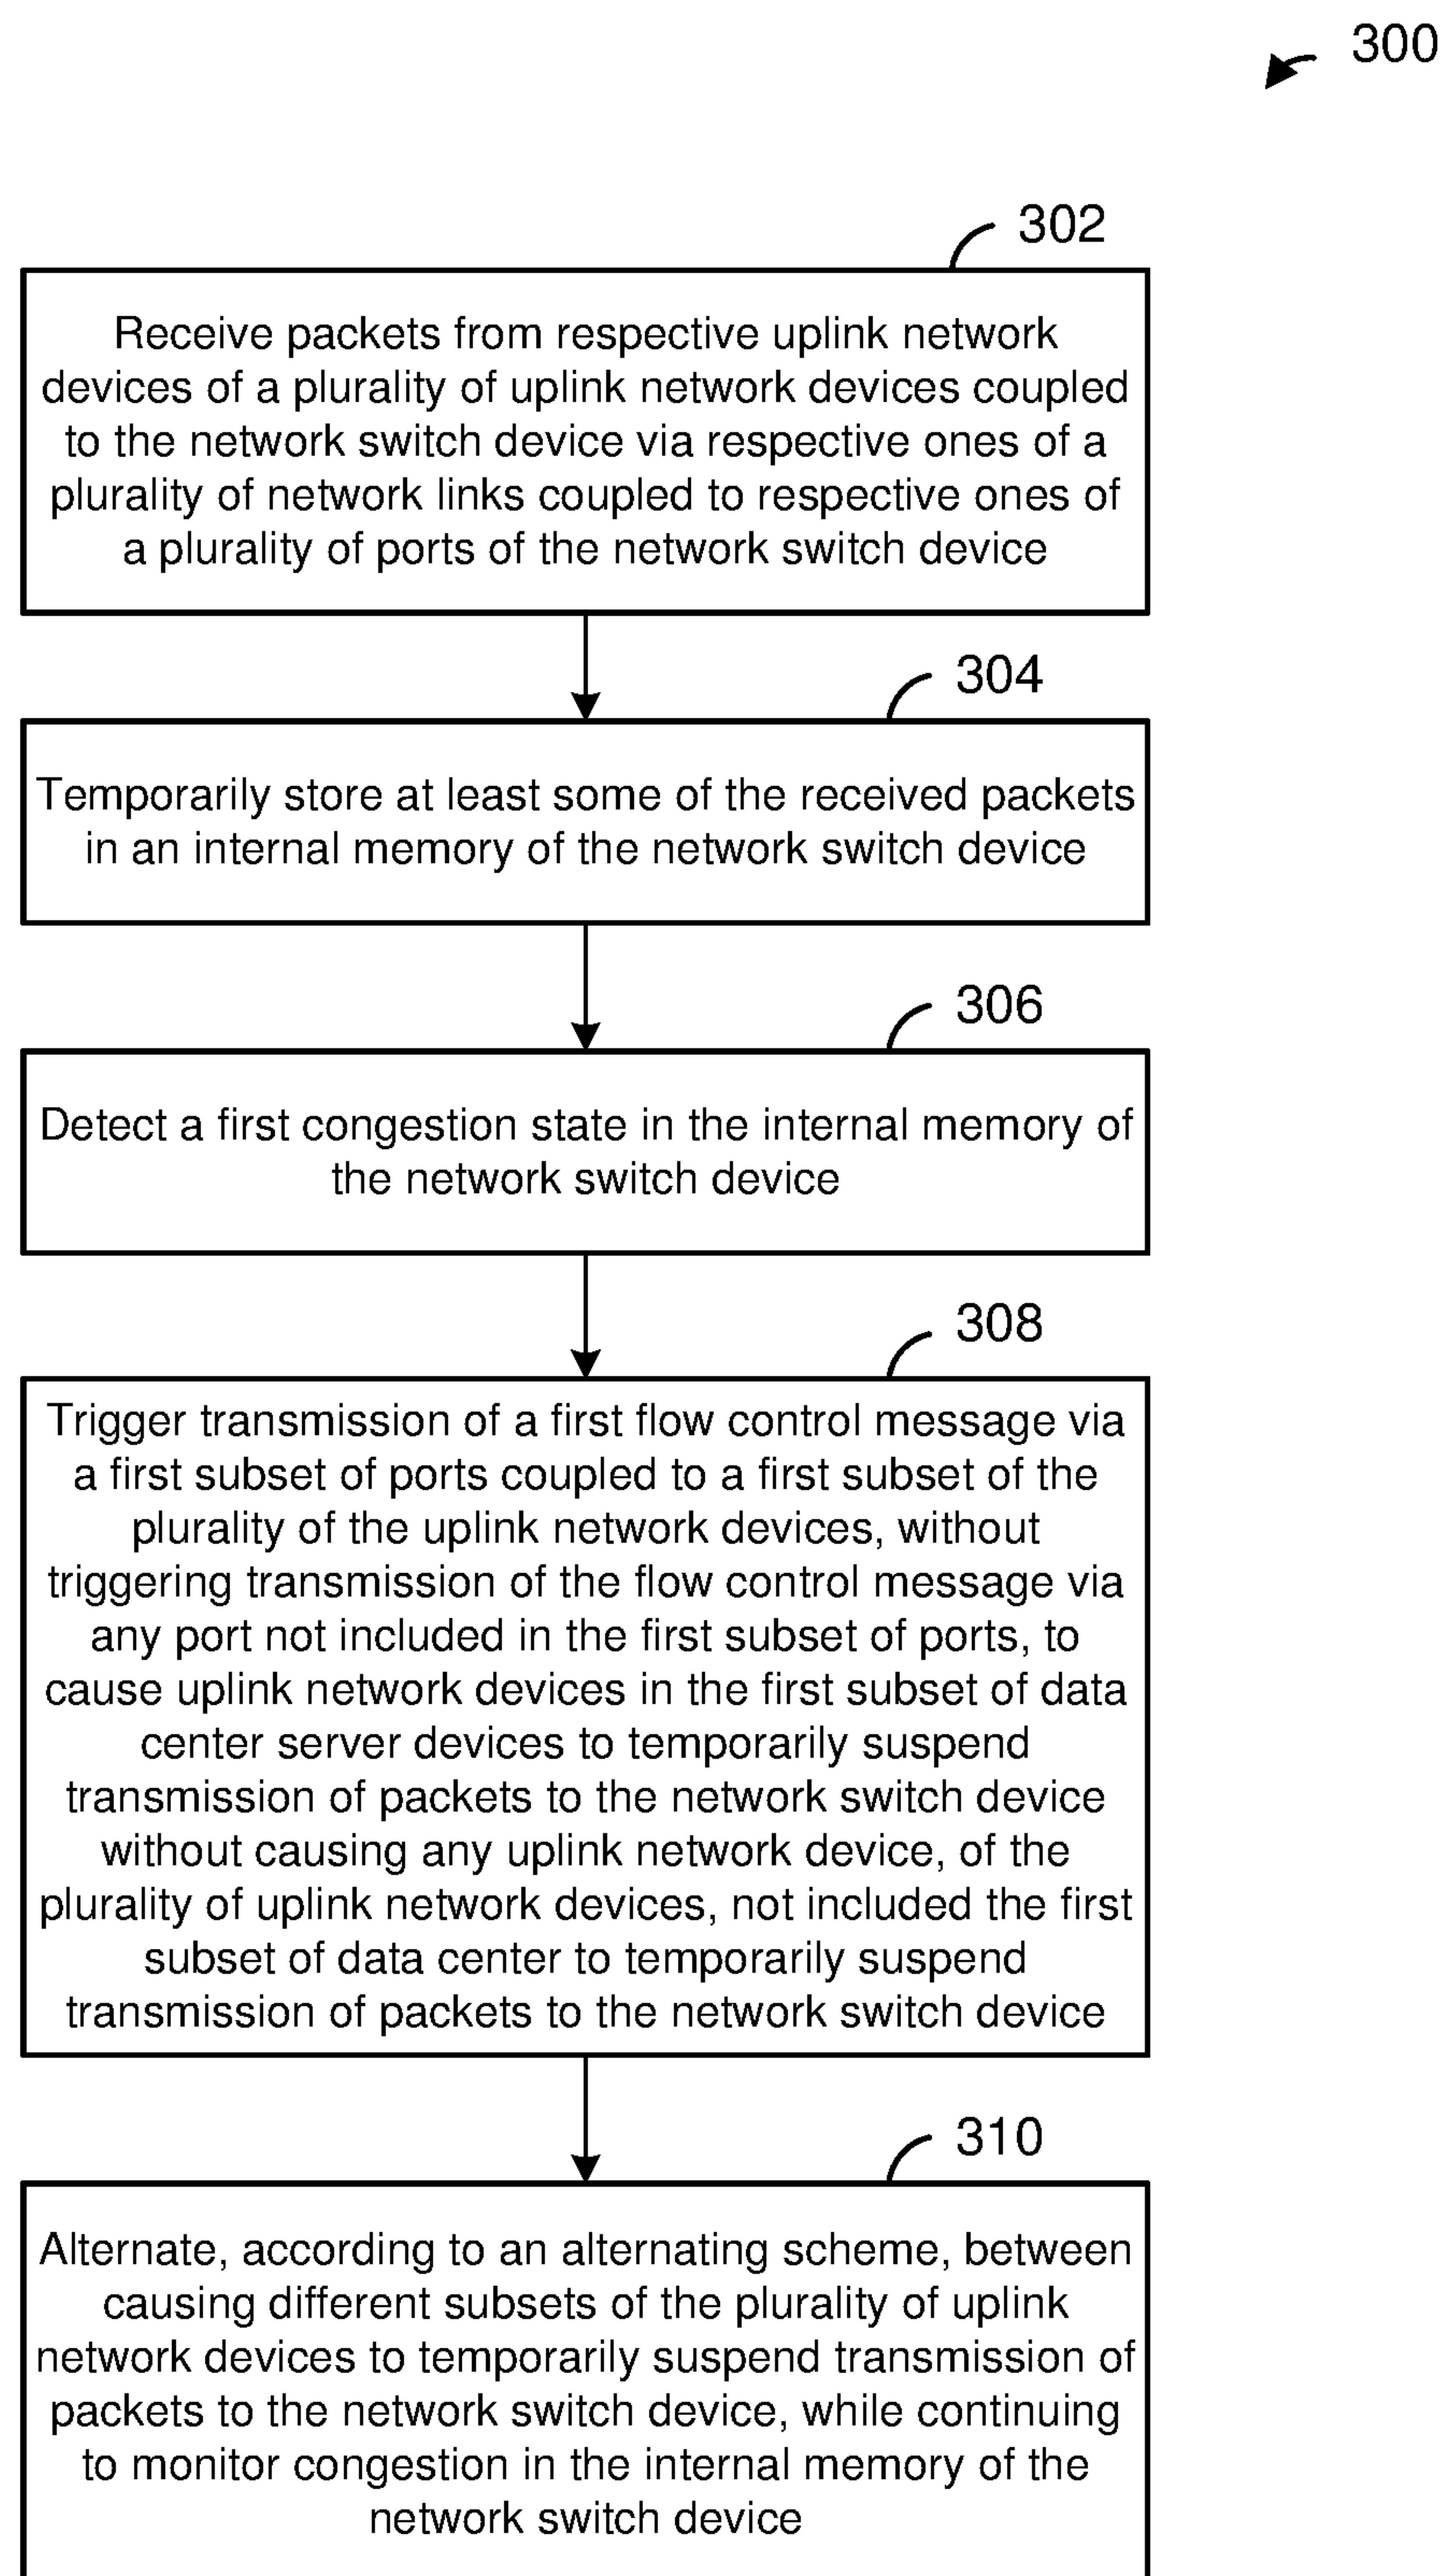 300
302
Receive packets from respective uplink network
devices of a plurality of uplink network devices coupled
to the network switch device via respective ones of a
plurality of network links coupled to respective ones of
a plurality of ports of the network switch device
304
Temporarily store at least some of the received packets
in an internal memory of the network switch device
306
Detect a first congestion state in the internal memory of
the network switch device
308
Trigger transmission of a first flow control message via
a first subset of ports coupled to a first subset of the
plurality of the uplink network devices, without
triggering transmission of the flow control message via
any port not included in the first subset of ports, to
cause uplink network devices in the first subset of data
center server devices to temporarily suspend
transmission of packets to the network switch device
without causing any uplink network device, of the
plurality of uplink network devices, not included the first
subset of data center to temporarily suspend
transmission of packets to the network switch device
310
Alternate, according to an alternating scheme, between
causing different subsets of the plurality of uplink
network devices to temporarily suspend transmission of
packets to the network switch device, while continuing
to monitor congestion in the internal memory of the
network switch device